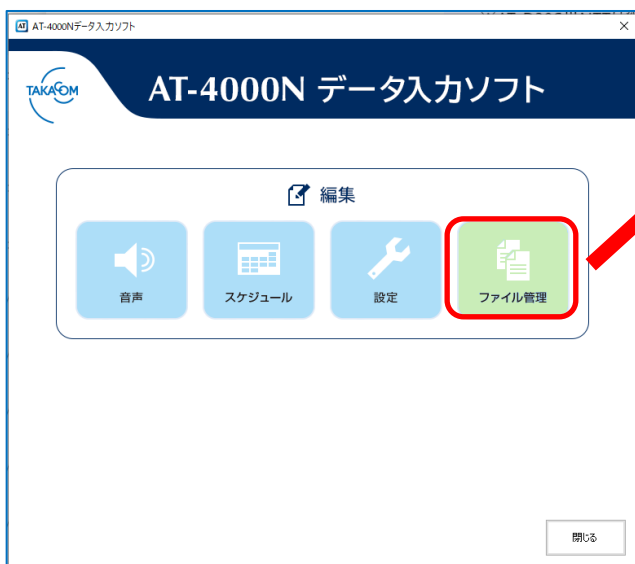 AT-4000Nデータ入力ソフト
TAKACOM
AT-4000N データ入力ソフト
編集
音声
スケジュール
設定
ファイル管理
閉じる